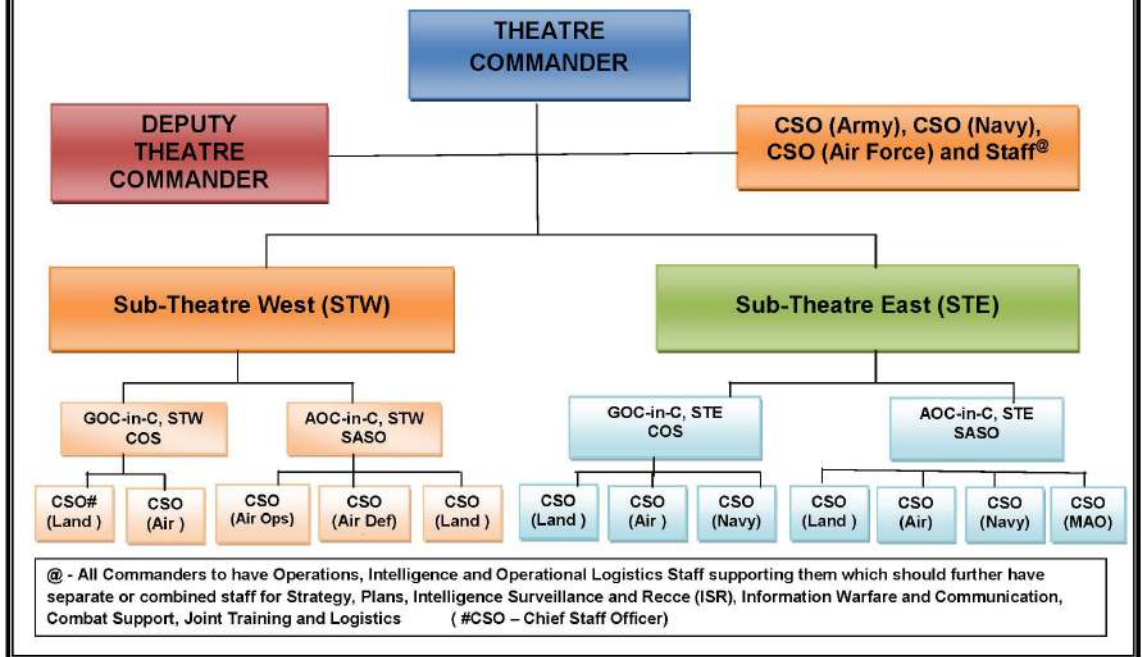 THEATRE
COMMANDER
DEPUTY
THEATRE
COMMANDER
CSO (Army), CSO (Navy),
CSO (Air Force) and Staff@
Sub-Theatre West (STW)
Sub-Theatre East (STE)
GOC-in-C, STW
COS
AOC-in-C, STW
SASO
GOC-in-C, STE
COS
AOC-in-C, STE
SASO
CSO#
(Land )
CSO
(Air )
CSO
(Air Ops)
CSO
(Air Def)
CSO
(Land )
CSO
(Land )
CSO
(Air )
CSO
(Navy)
CSO
(Land )
CSO
(Air)
CSO
(Navy)
CSO
(MAO)
@ - All Commanders to have Operations, Intelligence and Operational Logistics Staff supporting them which should further have
separate or combined staff for Strategy, Plans, Intelligence Surveillance and Recce (ISR), Information Warfare and Communication,
Combat Support, Joint Training and Logistics ( #CSO – Chief Staff Officer)